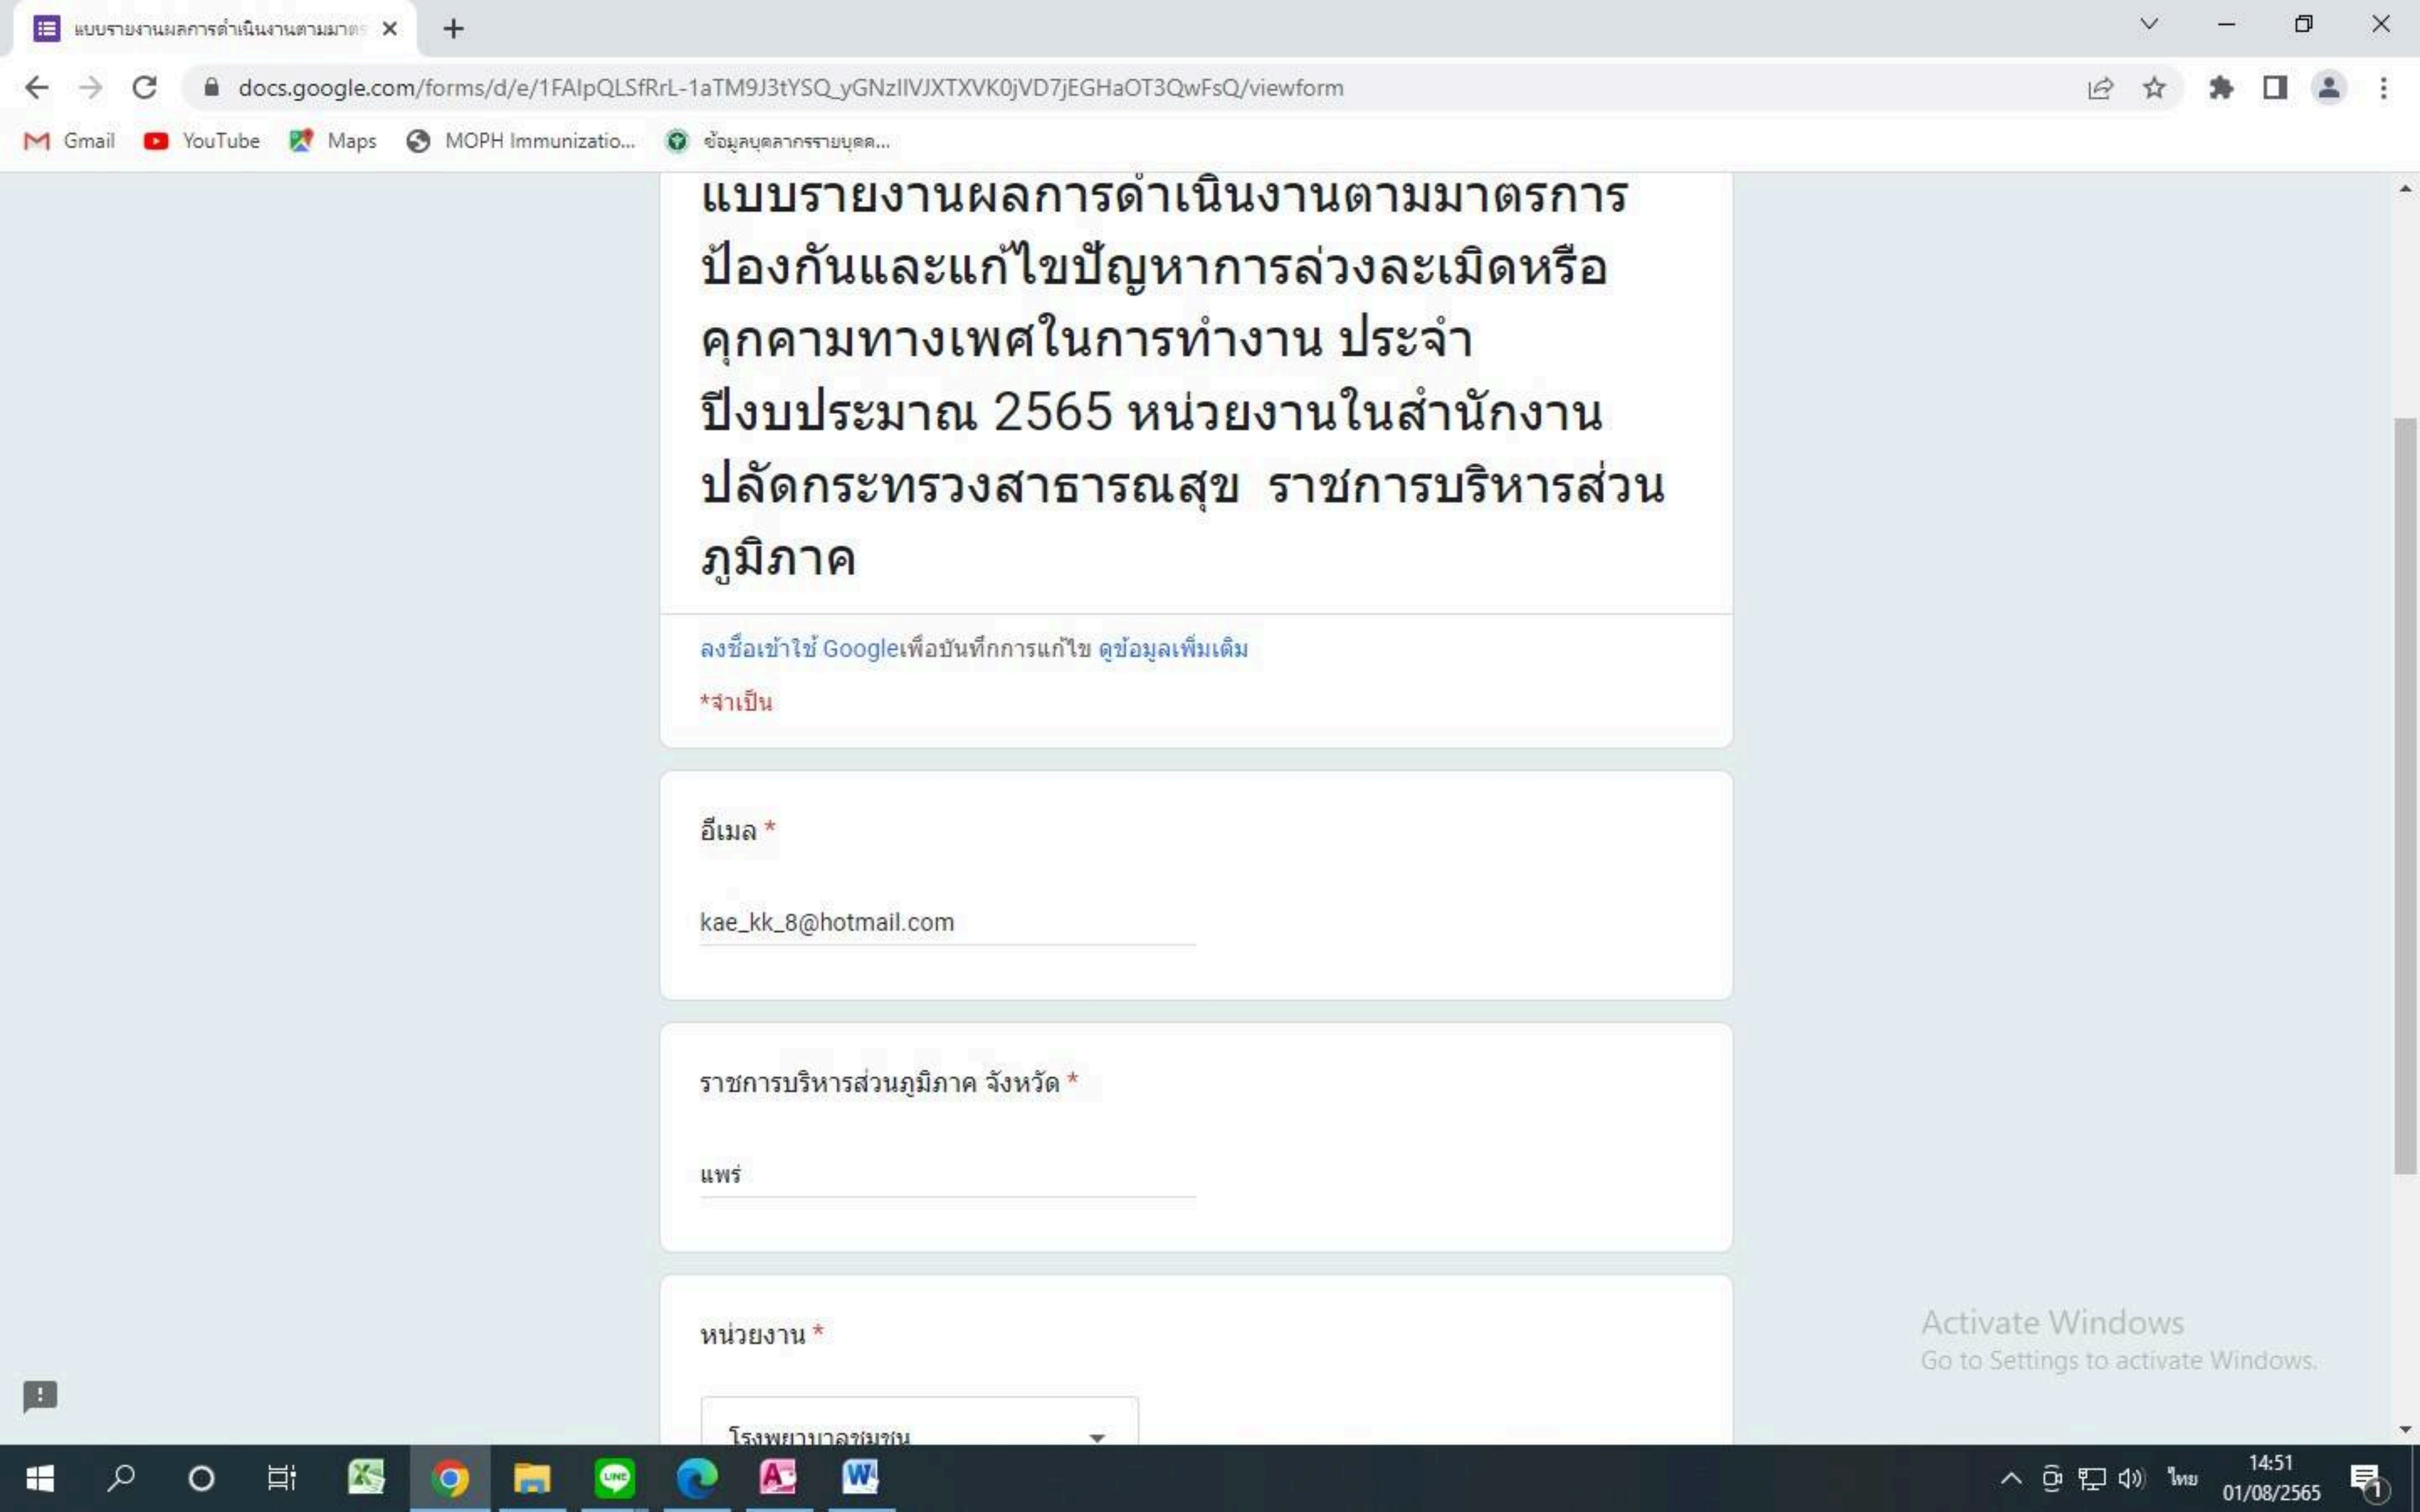 แบบรายงานผลการดำเนินงานตามมาตร
docs.google.com/forms/d/e/1FAIpQLSfRrL-1aTM9J3tYSQ_yGNzIIVJXTXVK0jVD7jEGHaOT3QwFsQ/viewform
Gmail YouTube Maps MOPH Immunizatio... ข้อมูลบุคลากรรายบุคค...
แบบรายงานผลการดำเนินงานตามมาตรการ
ป้องกันและแก้ไขปัญหาการล่วงละเมิดหรือ
คุกคามทางเพศในการทำงาน ประจำ
ปีงบประมาณ 2565 หน่วยงานในสำนักงาน
ปลัดกระทรวงสาธารณสุข ราชการบริหารส่วน
ภูมิภาค
ลงชื่อเข้าใช้ Googleเพื่อบันทึกการแก้ไข ดูข้อมูลเพิ่มเติม
*จำเป็น
อีเมล *
kae_kk_8@hotmail.com
ราชการบริหารส่วนภูมิภาค จังหวัด *
แพร่
หน่วยงาน *
โรงพยาบาลชุมชน
Activate Windows
Go to Settings to activate Windows.
LINE
ไทย
14:51
01/08/2565
1